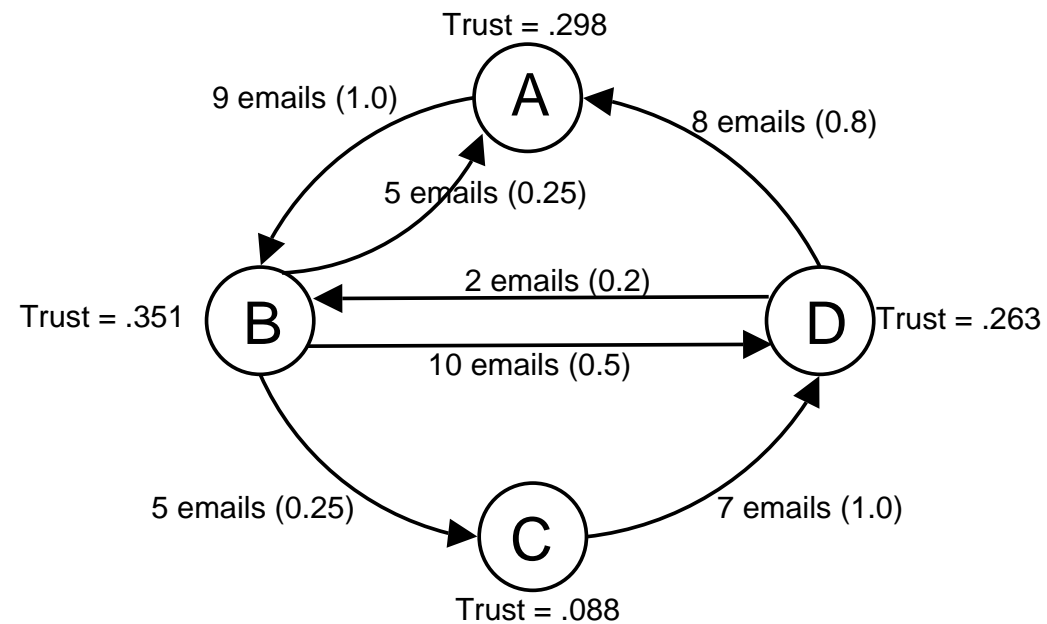 Trust = .298
A
9 emails (1.0)
8 emails (0.8)
5 emails (0.25)
2 emails (0.2)
Trust = .351
B
D
Trust = .263
10 emails (0.5)
5 emails (0.25)
7 emails (1.0)
C
Trust = .088